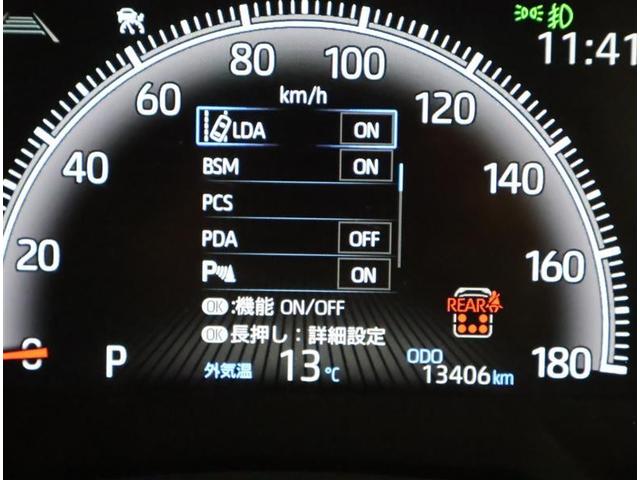 11:41
80 100
60 km/h 120
LDA ON
40 BSM ON 140
PCS
20 PDA OFF 160
P ON
OK:機能 ON/OFF
REAR
OK長押し:詳細設定
0 P 外気温 13℃ ODO 13406km 180